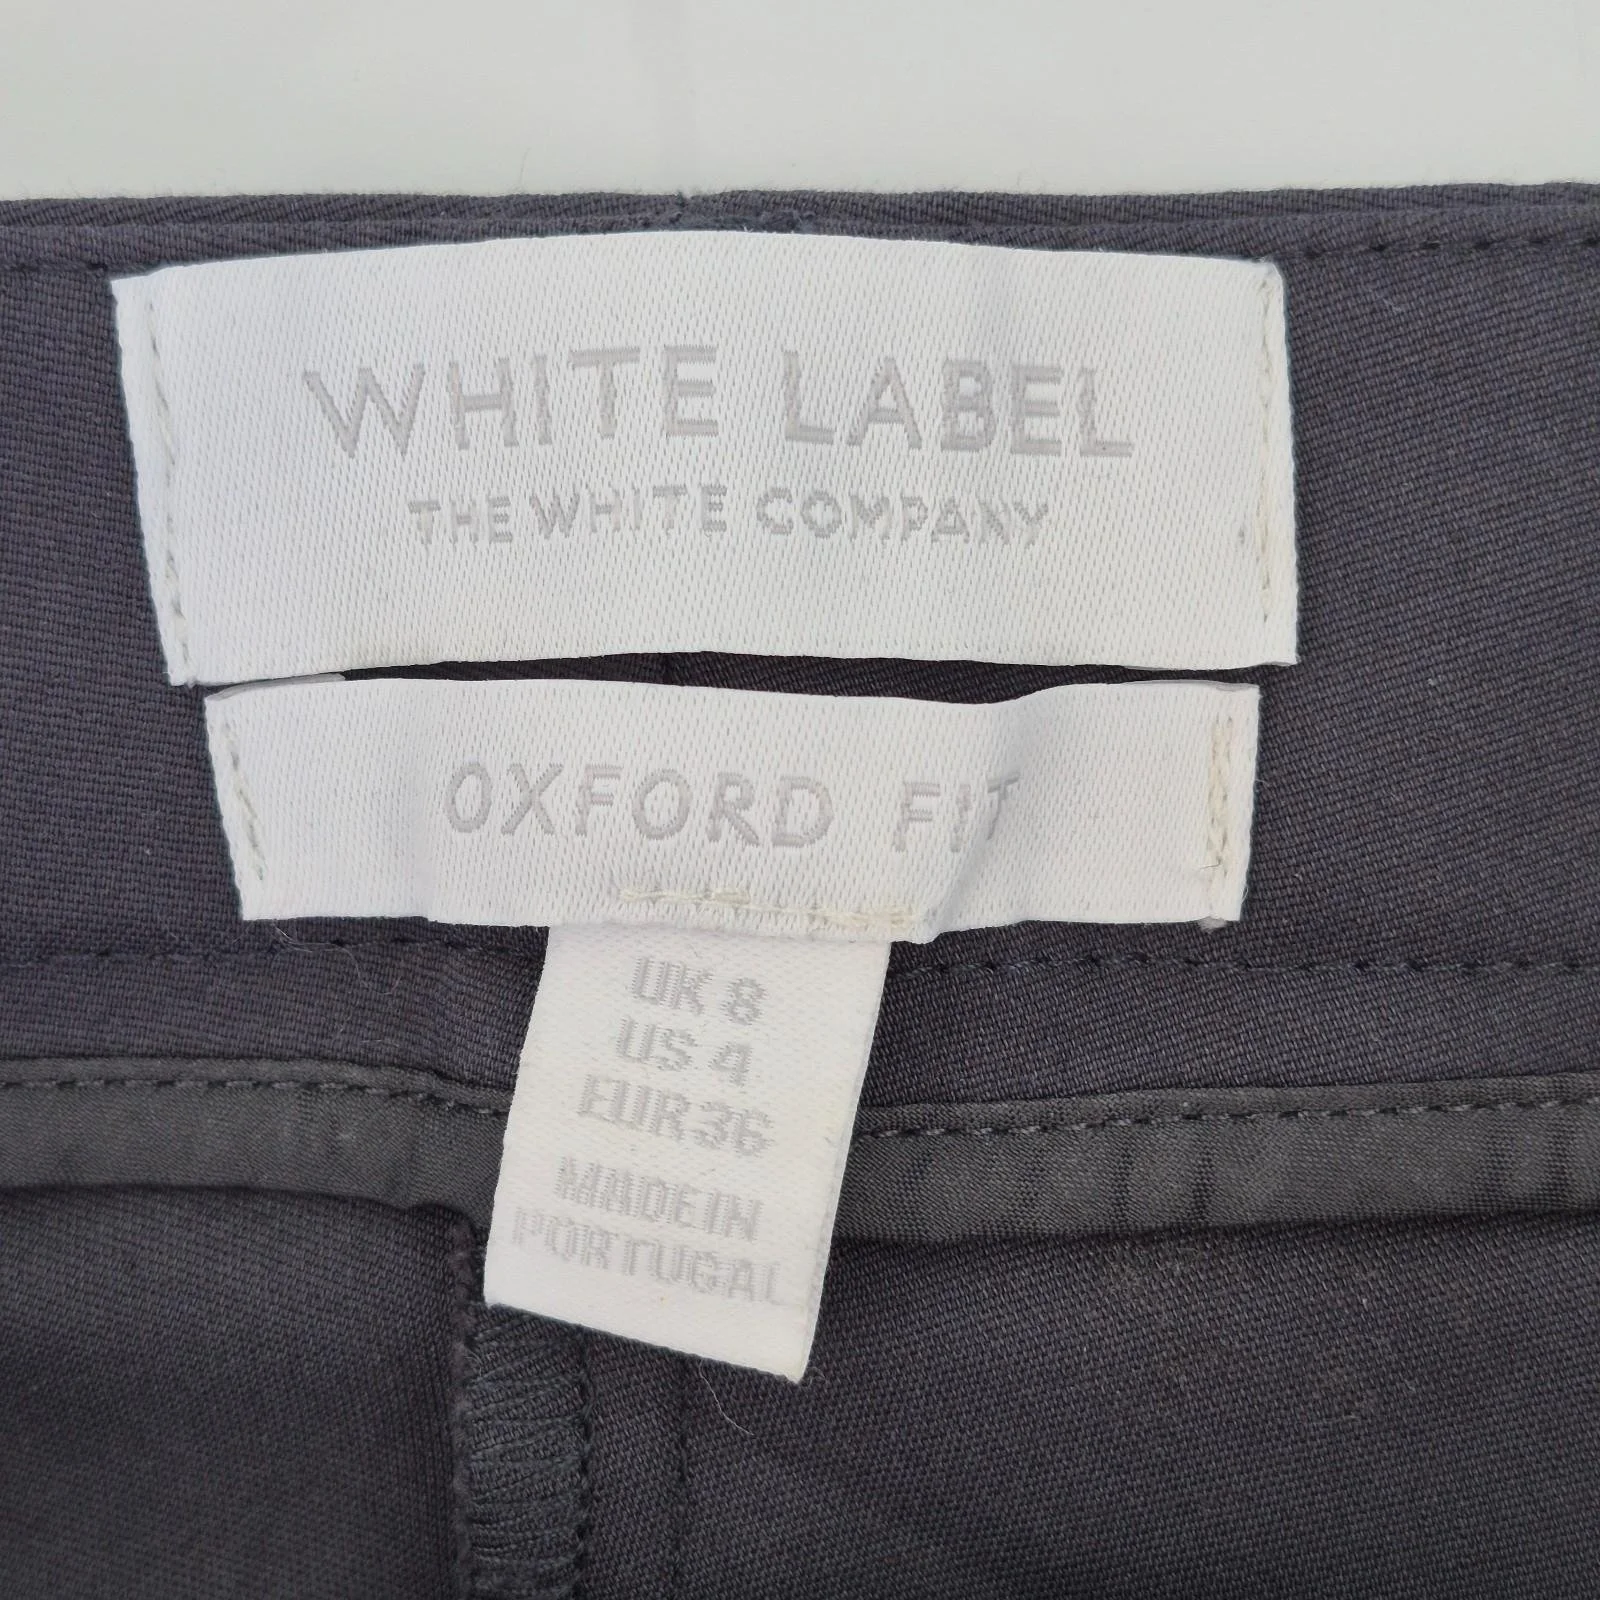 WHITE LABEL
THE WHITE COMPANY
OXFORD FIT
UK 8
US 4
EUR 36
MADE IN
PORTUGAL